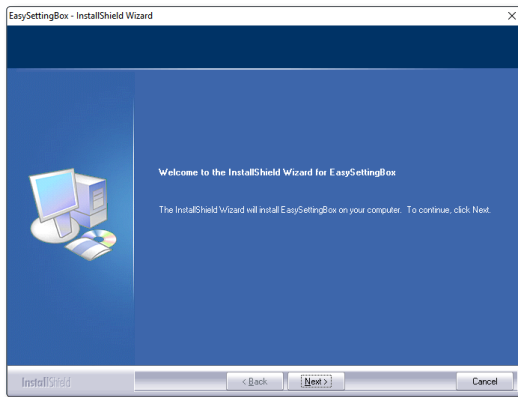 EasySettingBox - InstallShield Wizard
Welcome to the InstallShield Wizard for EasySettingBox
The InstallShield Wizard will install EasySettingBox on your computer. To continue, click Next.
InstallShield
< Back
Next >
Cancel